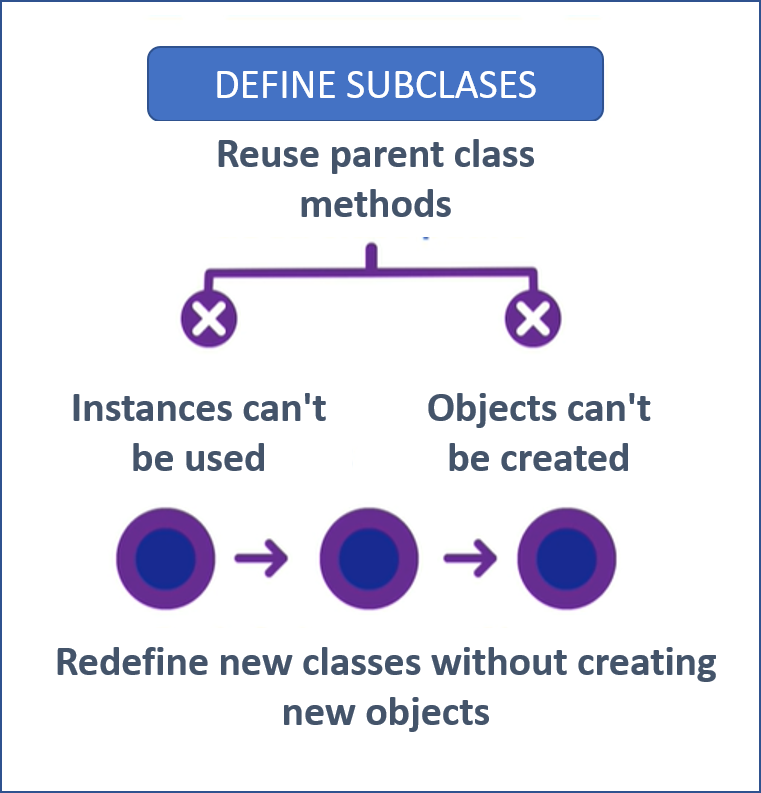 DEFINE SUBCLASES
Reuse parent class
methods
Instances can't
be used
Objects can't
be created
Redefine new classes without creating
new objects